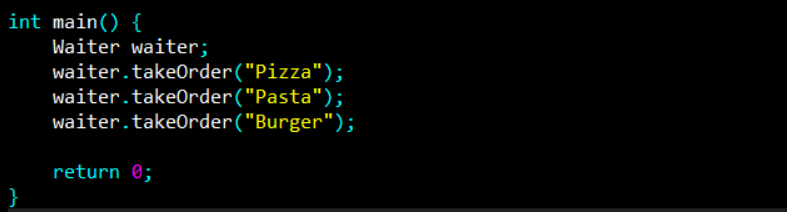 int main() {
    Waiter waiter;
    waiter.takeOrder("Pizza");
    waiter.takeOrder("Pasta");
    waiter.takeOrder("Burger");

    return 0;
}